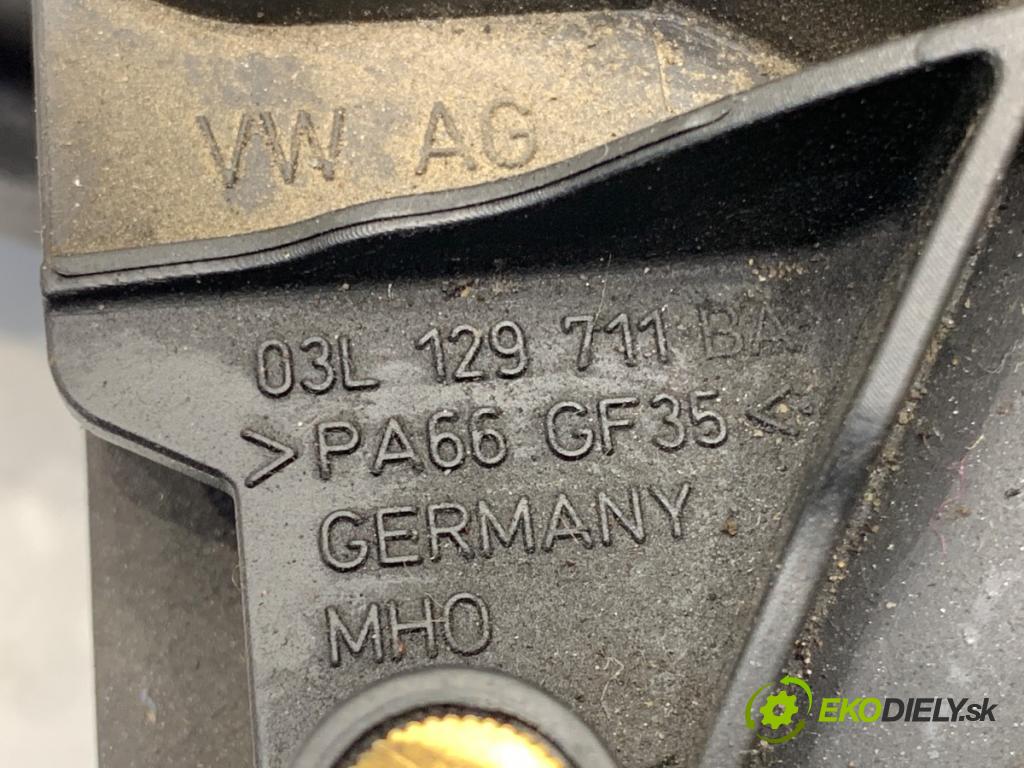 VW AG
03L 129 711 BA
>PA66 GF35<
GERMANY
MHO
EKODIELY.sk